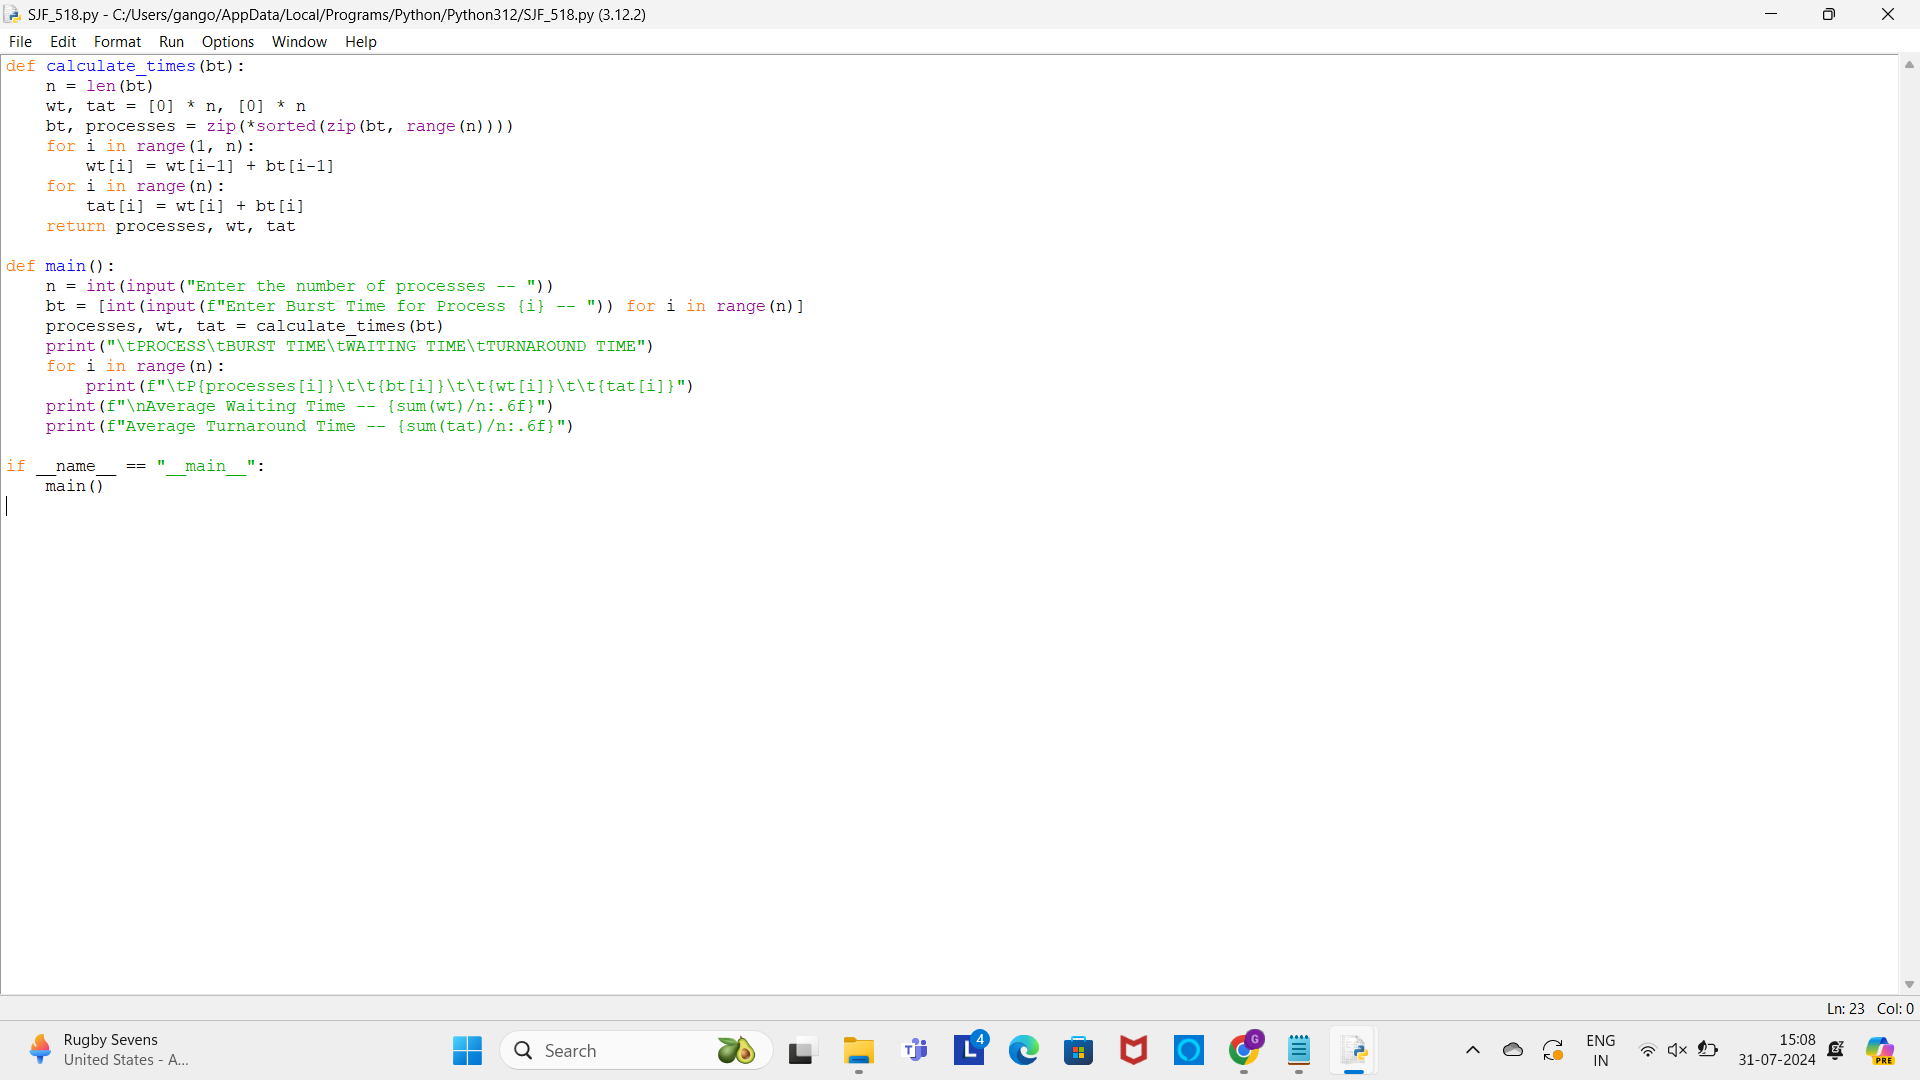 SJF_518.py - C:/Users/gango/AppData/Local/Programs/Python/Python312/SJF_518.py (3.12.2)
File Edit Format Run Options Window Help
def calculate_times(bt):
    n = len(bt)
    wt, tat = [0] * n, [0] * n
    bt, processes = zip(*sorted(zip(bt, range(n))))
    for i in range(1, n):
        wt[i] = wt[i-1] + bt[i-1]
    for i in range(n):
        tat[i] = wt[i] + bt[i]
    return processes, wt, tat

def main():
    n = int(input("Enter the number of processes -- "))
    bt = [int(input(f"Enter Burst Time for Process {i} -- ")) for i in range(n)]
    processes, wt, tat = calculate_times(bt)
    print("\tPROCESS\tBURST TIME\tWAITING TIME\tTURNAROUND TIME")
    for i in range(n):
        print(f"\tP{processes[i]}\t\t{bt[i]}\t\t{wt[i]}\t\t{tat[i]}")
    print(f"\nAverage Waiting Time -- {sum(wt)/n:.6f}")
    print(f"Average Turnaround Time -- {sum(tat)/n:.6f}")

if __name__ == "__main__":
    main()
Ln: 23 Col: 0
Rugby Sevens
United States - A...
Search
L
4
G
ENG
IN
15:08
31-07-2024
PRE